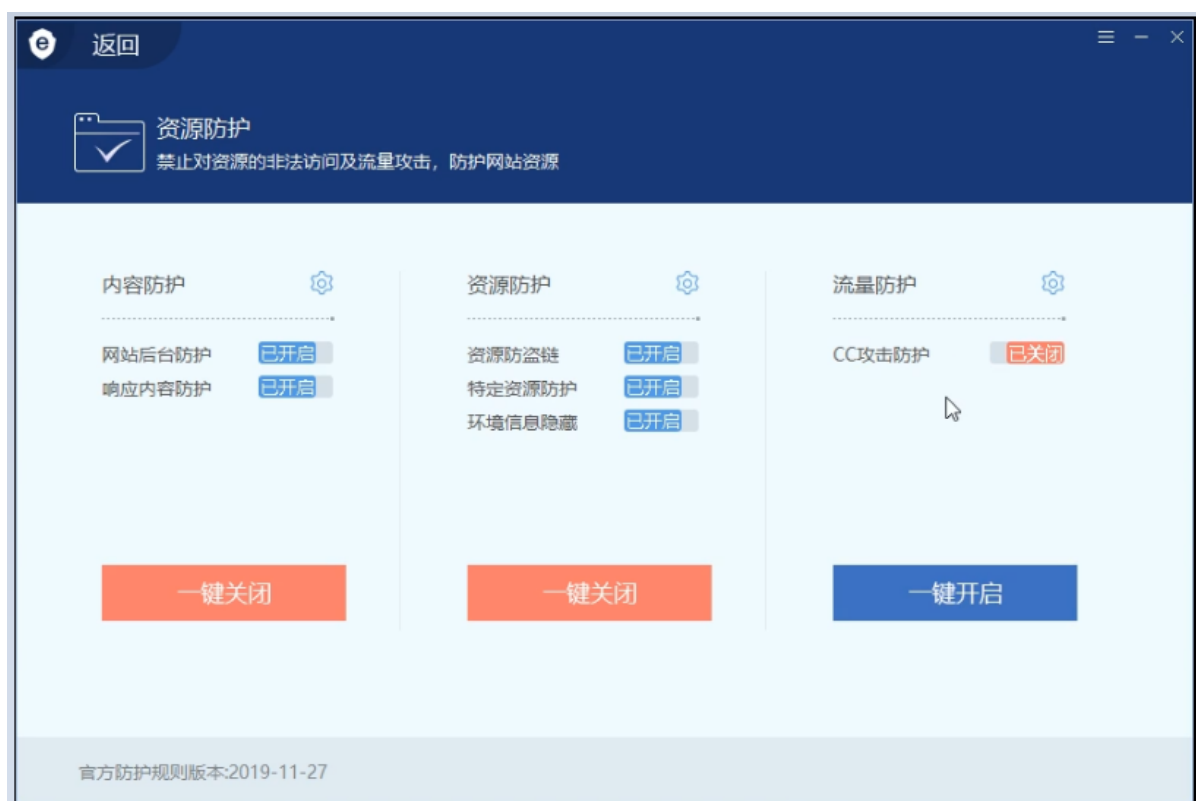 返回
资源防护
禁止对资源的非法访问及流量攻击，防护网站资源
内容防护
网站后台防护 已开启
响应内容防护 已开启
一键关闭
资源防护
资源防盗链 已开启
特定资源防护 已开启
环境信息隐藏 已开启
一键关闭
流量防护
CC攻击防护 已关闭
一键开启
官方防护规则版本:2019-11-27